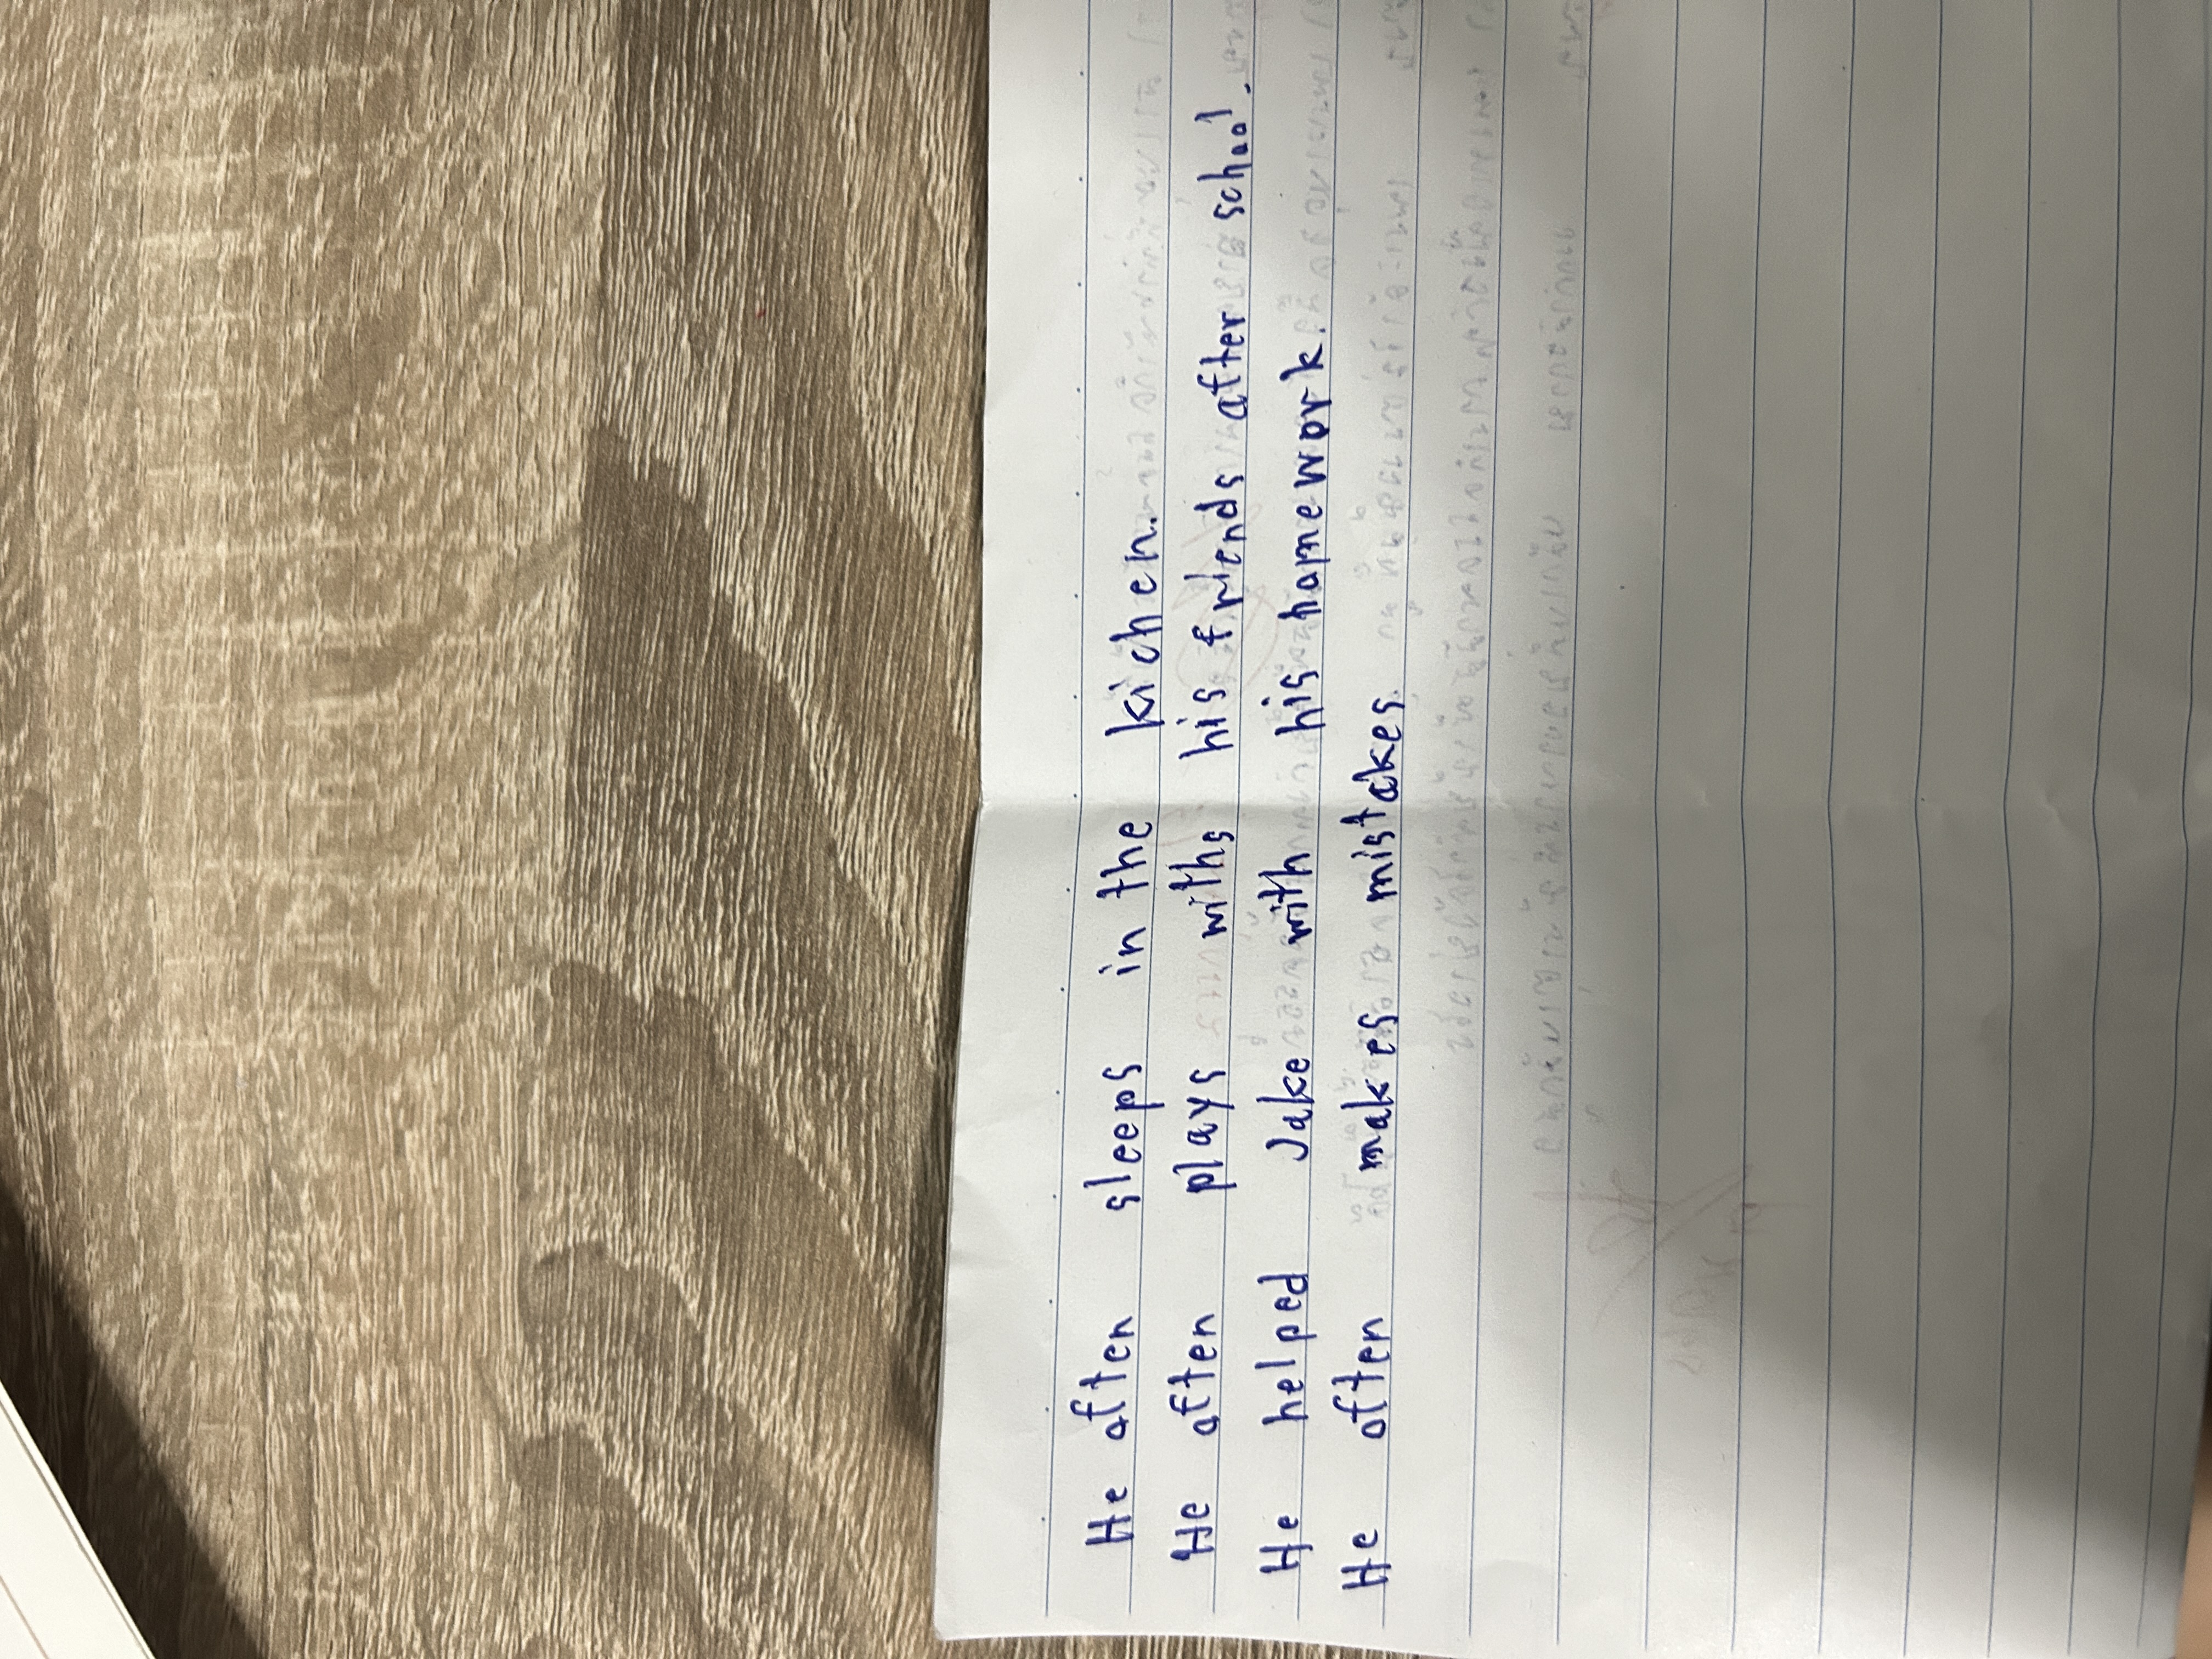 He often sleeps in the kichen.
He often plays withs his friends after school.
He helped Jake with his homework.
He often makes mistakes.